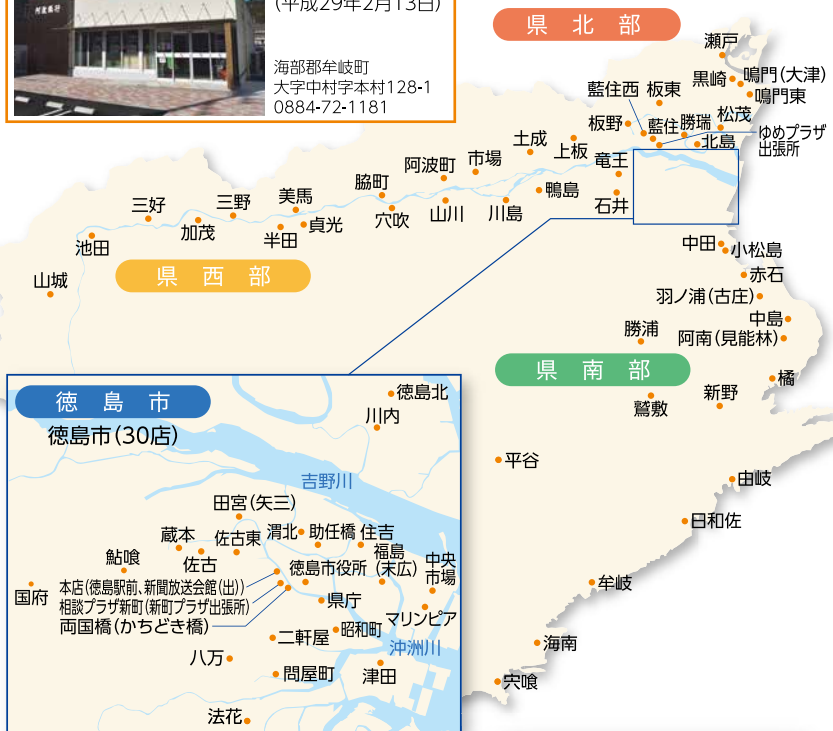 阿波銀行
(平成29年2月13日)
海部郡牟岐町
大字中村字本村128-1
0884-72-1181
県北部
瀬戸
黒崎
鳴門(大津)
鳴門東
藍住西
板東
板野
藍住
勝瑞
松茂
北島
ゆめプラザ
出張所
土成
上板
竜王
石井
阿波町
市場
鴨島
脇町
穴吹
山川
川島
三好
加茂
三野
美馬
半田
貞光
池田
山城
県西部
中田
小松島
赤石
羽ノ浦(古庄)
中島
阿南(見能林)
勝浦
県南部
橘
新野
鷲敷
平谷
由岐
日和佐
牟岐
海南
宍喰
徳島市
徳島市(30店)
徳島北
川内
吉野川
田宮(矢三)
蔵本
佐古
佐古東
渭北
助任橋
住吉
福島
(末広)
中央
市場
鮎喰
国府
徳島市役所
本店(徳島駅前、新聞放送会館(出))
相談プラザ新町(新町プラザ出張所)
両国橋(かちどき橋)
県庁
マリンピア
昭和町
二軒屋
沖洲川
八万
問屋町
津田
法花